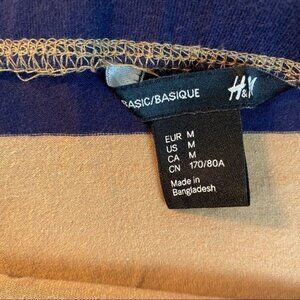 BASIC/BASIQUE
H&M
EUR M
US M
CA M
CN 170/80A
Made in
Bangladesh